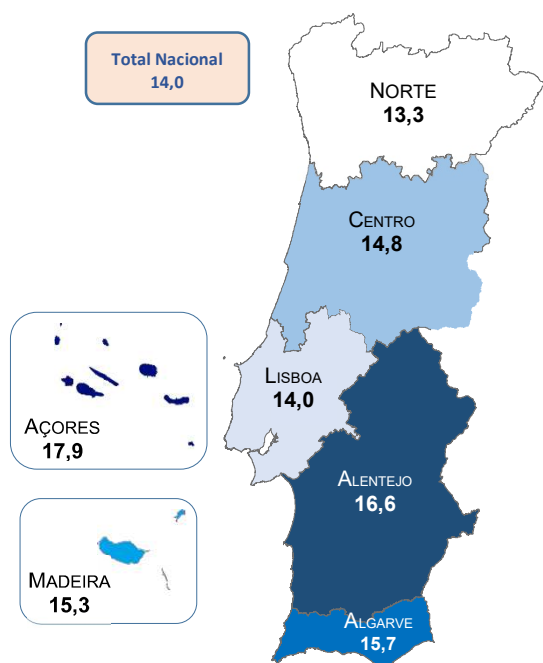 Total Nacional
14,0
NORTE
13,3
CENTRO
14,8
LISBOA
14,0
AÇORES
17,9
ALENTEJO
16,6
MADEIRA
15,3
ALGARVE
15,7